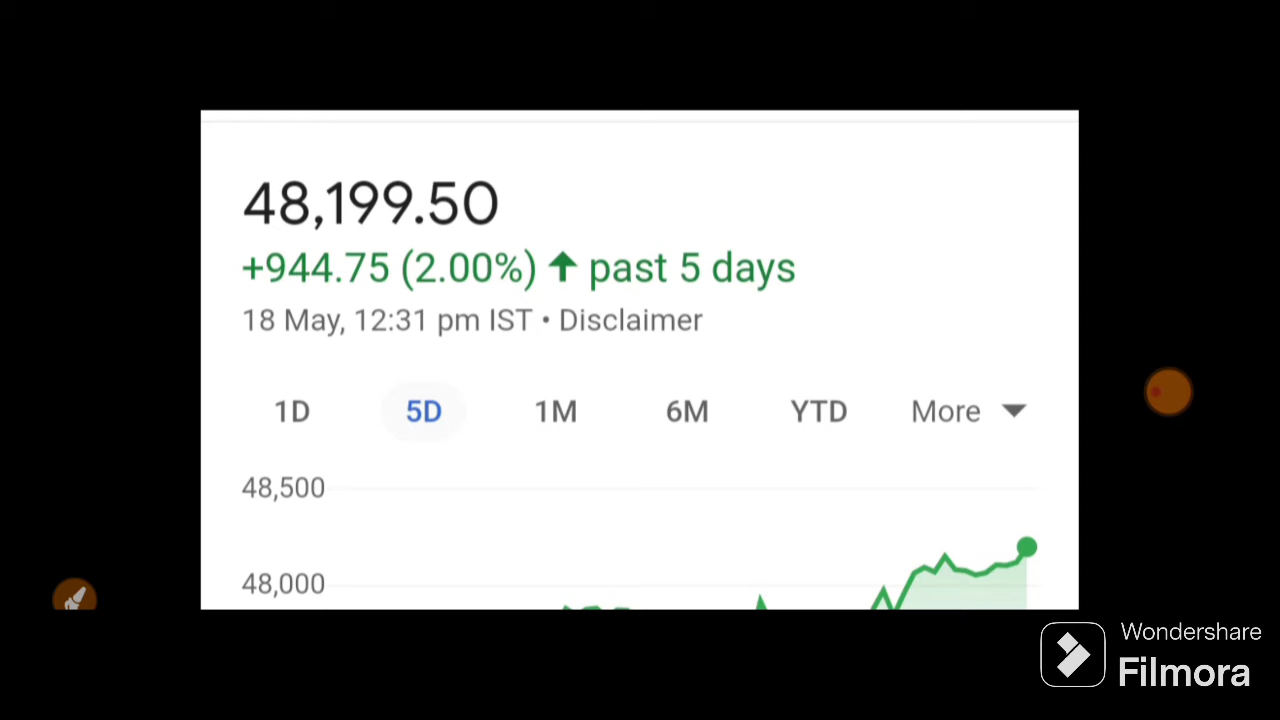 48,199.50
+944.75 (2.00%) ↑ past 5 days
18 May, 12:31 pm IST • Disclaimer
1D 5D 1M 6M YTD More
48,500
48,000
Wondershare
Filmora